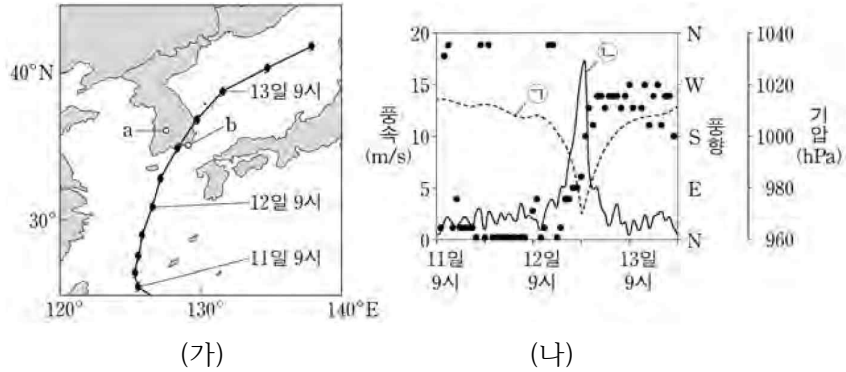 40°N
30°
120°
130°
140°E
a
b
13일 9시
12일 9시
11일 9시
(가)
20
15
10
5
0
풍속
(m/s)
㉠
㉡
N
W
S
E
N
풍향
1040
1020
1000
980
960
기압
(hPa)
11일
9시
12일
9시
13일
9시
(나)